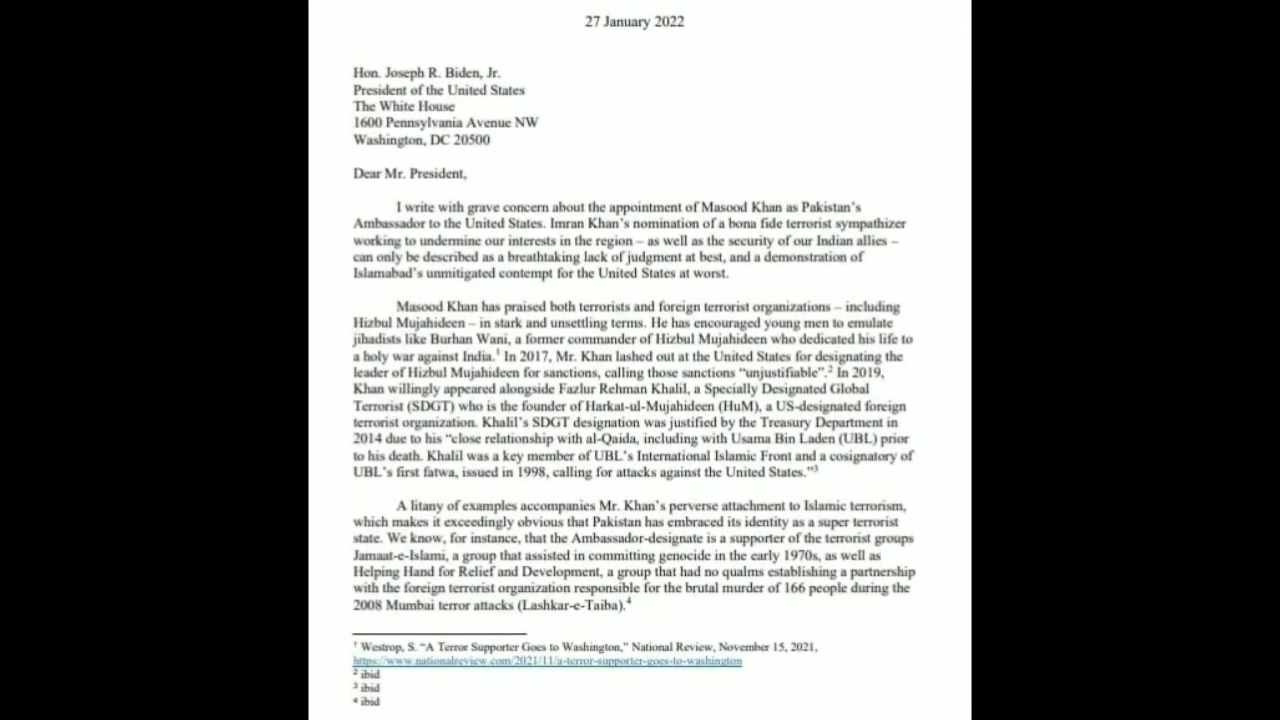 27 January 2022
Hon. Joseph R. Biden, Jr.
President of the United States
The White House
1600 Pennsylvania Avenue NW
Washington, DC 20500
Dear Mr. President,
I write with grave concern about the appointment of Masood Khan as Pakistan's
Ambassador to the United States. Imran Khan's nomination of a bona fide terrorist sympathizer
working to undermine our interests in the region – as well as the security of our Indian allies –
can only be described as a breathtaking lack of judgment at best, and a demonstration of
Islamabad's unmitigated contempt for the United States at worst.
Masood Khan has praised both terrorists and foreign terrorist organizations – including
Hizbul Mujahideen – in stark and unsettling terms. He has encouraged young men to emulate
jihadists like Burhan Wani, a former commander of Hizbul Mujahideen who dedicated his life to
a holy war against India.¹ In 2017, Mr. Khan lashed out at the United States for designating the
leader of Hizbul Mujahideen for sanctions, calling those sanctions "unjustifiable".² In 2019,
Khan willingly appeared alongside Fazlur Rehman Khalil, a Specially Designated Global
Terrorist (SDGT) who is the founder of Harkat-ul-Mujahideen (HuM), a US-designated foreign
terrorist organization. Khalil's SDGT designation was justified by the Treasury Department in
2014 due to his "close relationship with al-Qaida, including with Usama Bin Laden (UBL) prior
to his death. Khalil was a key member of UBL's International Islamic Front and a cosignatory of
UBL's first fatwa, issued in 1998, calling for attacks against the United States."³
A litany of examples accompanies Mr. Khan's perverse attachment to Islamic terrorism,
which makes it exceedingly obvious that Pakistan has embraced its identity as a super terrorist
state. We know, for instance, that the Ambassador-designate is a supporter of the terrorist groups
Jamaat-e-Islami, a group that assisted in committing genocide in the early 1970s, as well as
Helping Hand for Relief and Development, a group that had no qualms establishing a partnership
with the foreign terrorist organization responsible for the brutal murder of 166 people during the
2008 Mumbai terror attacks (Lashkar-e-Taiba).⁴
¹ Westrop, S. "A Terror Supporter Goes to Washington," National Review, November 15, 2021,
https://www.nationalreview.com/2021/11/a-terror-supporter-goes-to-washington
² ibid
³ ibid
⁴ ibid